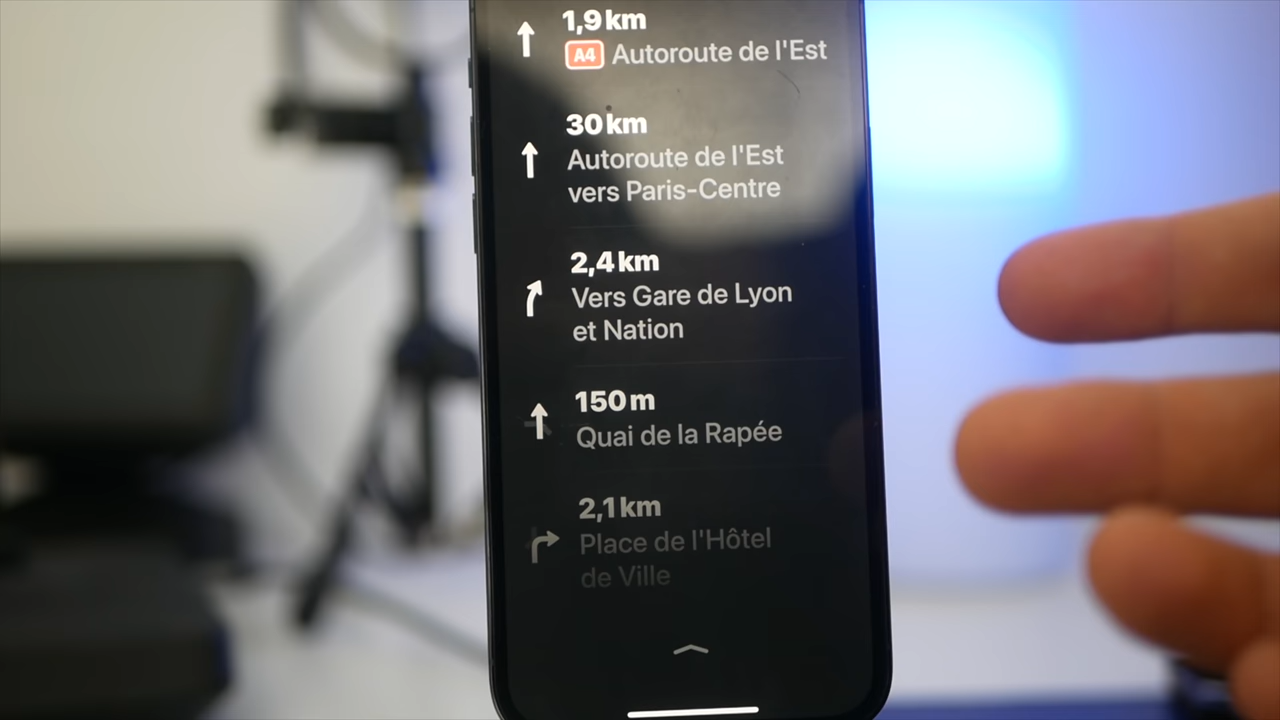 1,9 km
A4 Autoroute de l'Est
30 km
Autoroute de l'Est
vers Paris-Centre
2,4 km
Vers Gare de Lyon
et Nation
150 m
Quai de la Rapée
2,1 km
Place de l'Hôtel
de Ville